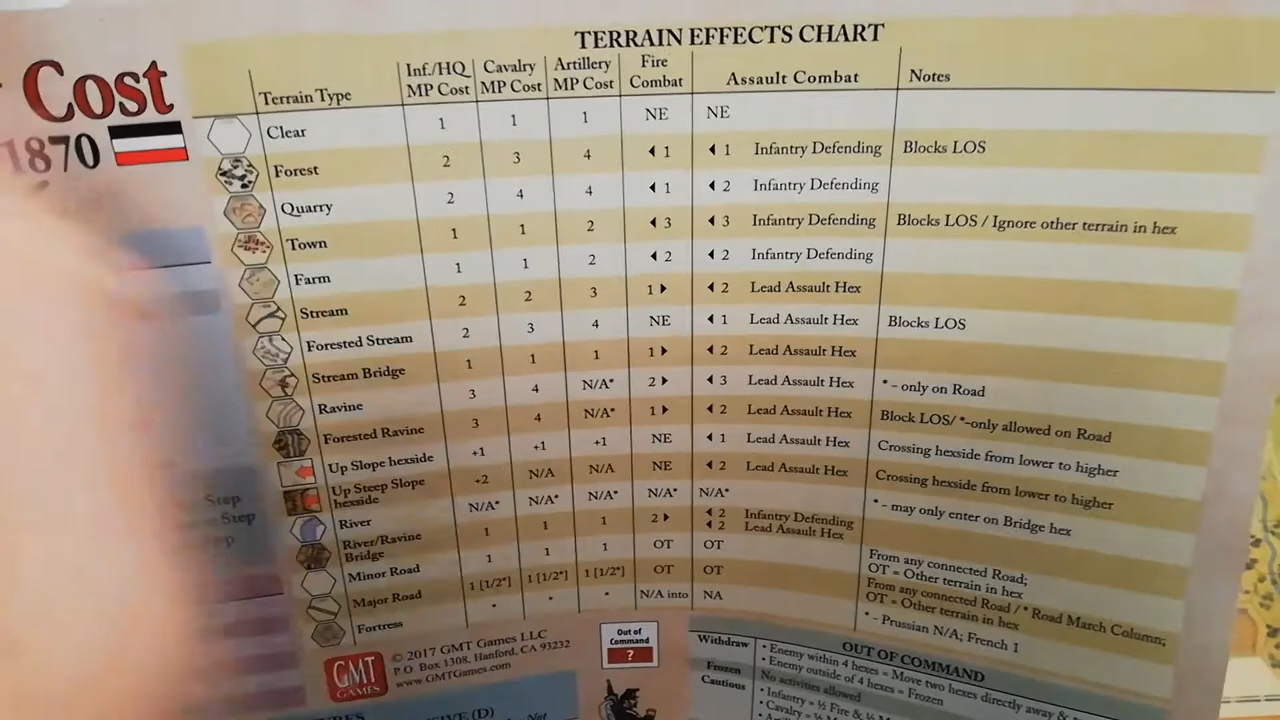 Cost
1870
TERRAIN EFFECTS CHART
Terrain Type Inf./HQ MP Cost Cavalry MP Cost Artillery MP Cost Fire Combat Assault Combat Notes
Clear 1 1 1 NE NE
Forest 2 3 4 ◀ 1 ◀ 1 Infantry Defending Blocks LOS
Quarry 2 4 4 ◀ 1 ◀ 2 Infantry Defending
Town 1 1 2 ◀ 3 ◀ 3 Infantry Defending Blocks LOS / Ignore other terrain in hex
Farm 1 1 2 ◀ 2 ◀ 2 Infantry Defending
Stream 2 2 3 1 ▶ ◀ 2 Lead Assault Hex
Forested Stream 2 3 4 NE ◀ 1 Lead Assault Hex Blocks LOS
Stream Bridge 1 1 1 1 ▶ ◀ 2 Lead Assault Hex
Ravine 3 4 N/A* 2 ▶ ◀ 3 Lead Assault Hex * - only on Road
Forested Ravine 3 4 N/A* 1 ▶ ◀ 2 Lead Assault Hex Block LOS/ *-only allowed on Road
Up Slope hexside +1 +1 +1 NE ◀ 1 Lead Assault Hex Crossing hexside from lower to higher
Up Steep Slope hexside +2 N/A N/A NE ◀ 2 Lead Assault Hex Crossing hexside from lower to higher
River N/A* N/A* N/A* N/A* N/A* * - may only enter on Bridge hex
River/Ravine Bridge 1 1 1 2 ▶ ◀ 2 Infantry Defending
◀ 2 Lead Assault Hex
Minor Road 1 1 1 OT OT From any connected Road;
OT = Other terrain in hex
Major Road 1 [1/2*] 1 [1/2*] 1 [1/2*] OT OT From any connected Road / * Road March Column;
OT = Other terrain in hex
Fortress * * * N/A into NA * - Prussian N/A; French 1
Step
Step
GMT
GAMES
© 2017 GMT Games LLC
P.O. Box 1308, Hanford, CA 93232
www.GMTGames.com
Out of
Command
?
OUT OF COMMAND
Withdraw • Enemy within 4 hexes = Move two hexes directly away &
• Enemy outside of 4 hexes = Frozen
Frozen No activities allowed
Cautious • Infantry = ½ Fire & ½
• Cavalry = ½
(D)
Not